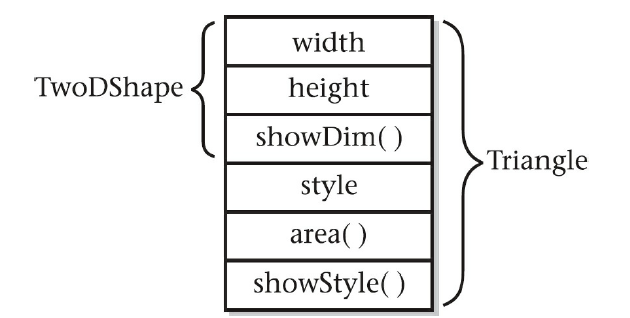 width
TwoDShape
height
showDim( )
style
Triangle
area( )
showStyle( )